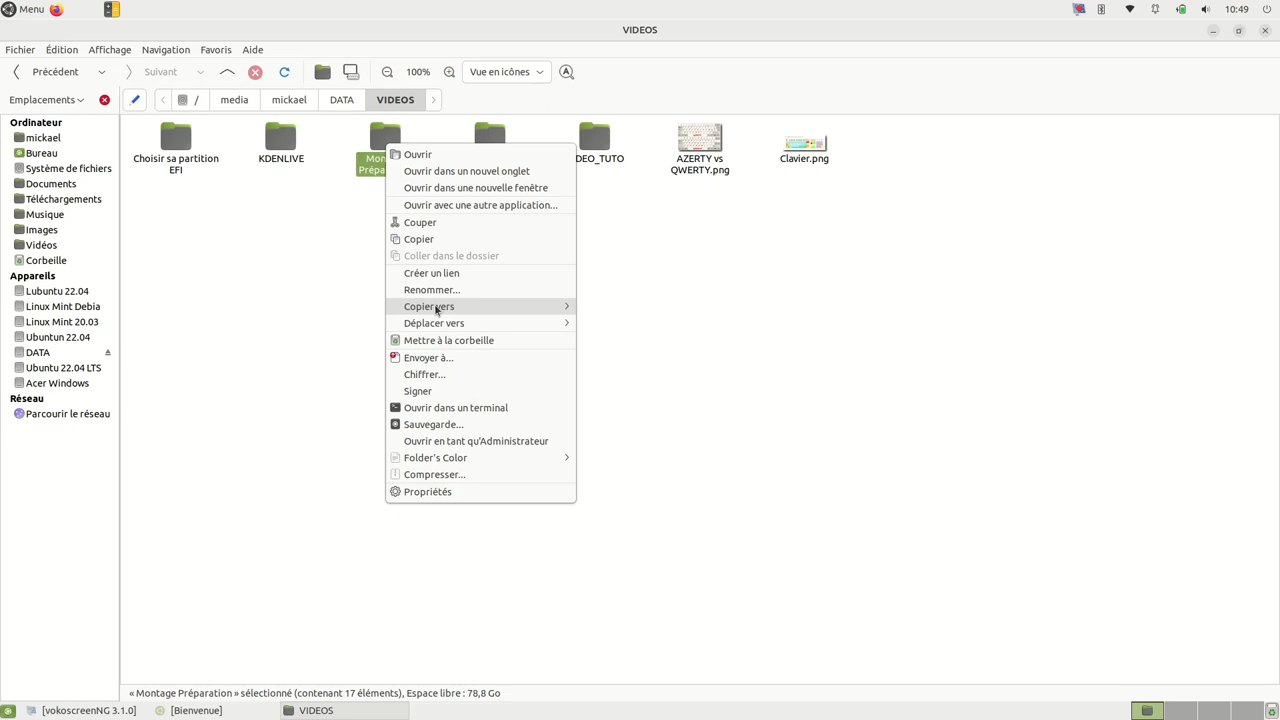 Menu
10:49
VIDEOS
Fichier Édition Affichage Navigation Favoris Aide
Précédent Suivant 100% Vue en icônes
Emplacements / media mickael DATA VIDEOS
Ordinateur
mickael
Bureau
Système de fichiers
Documents
Téléchargements
Musique
Images
Vidéos
Corbeille
Appareils
Lubuntu 22.04
Linux Mint Debia
Linux Mint 20.03
Ubuntun 22.04
DATA
Ubuntu 22.04 LTS
Acer Windows
Réseau
Parcourir le réseau
Choisir sa partition
EFI
KDENLIVE
Mon
Prépa
DEO_TUTO
AZERTY vs
QWERTY.png
Clavier.png
Ouvrir
Ouvrir dans un nouvel onglet
Ouvrir dans une nouvelle fenêtre
Ouvrir avec une autre application...
Couper
Copier
Coller dans le dossier
Créer un lien
Renommer...
Copier vers
Déplacer vers
Mettre à la corbeille
Envoyer à...
Chiffrer...
Signer
Ouvrir dans un terminal
Sauvegarde...
Ouvrir en tant qu'Administrateur
Folder's Color
Compresser...
Propriétés
« Montage Préparation » sélectionné (contenant 17 éléments), Espace libre : 78,8 Go
[vokoscreenNG 3.1.0] [Bienvenue] VIDEOS